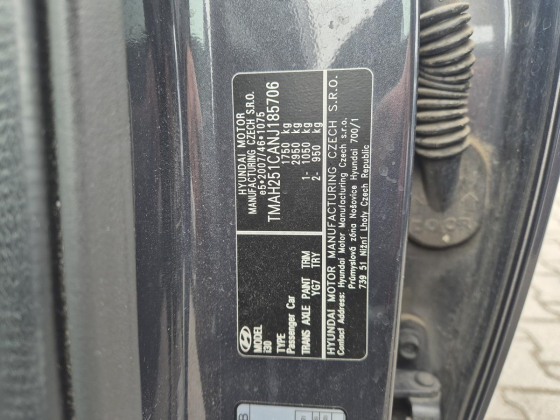 HYUNDAI MOTOR
MANUFACTURING CZECH S.R.O.
e5*2007/46*1075
TMAH251CANJ185706
1750 kg
2950 kg
1- 1050 kg
2- 950 kg
MODEL
i30
TYPE
Passenger Car
TRANS AXLE PAINT TRIM
YG7 TRY
HYUNDAI MOTOR MANUFACTURING CZECH S.R.O.
Contact Address: Hyundai Motor Manufacturing Czech s.r.o.
Průmyslová zóna Nošovice Hyundai 700/1
739 51 Nižní Lhoty Czech Republic